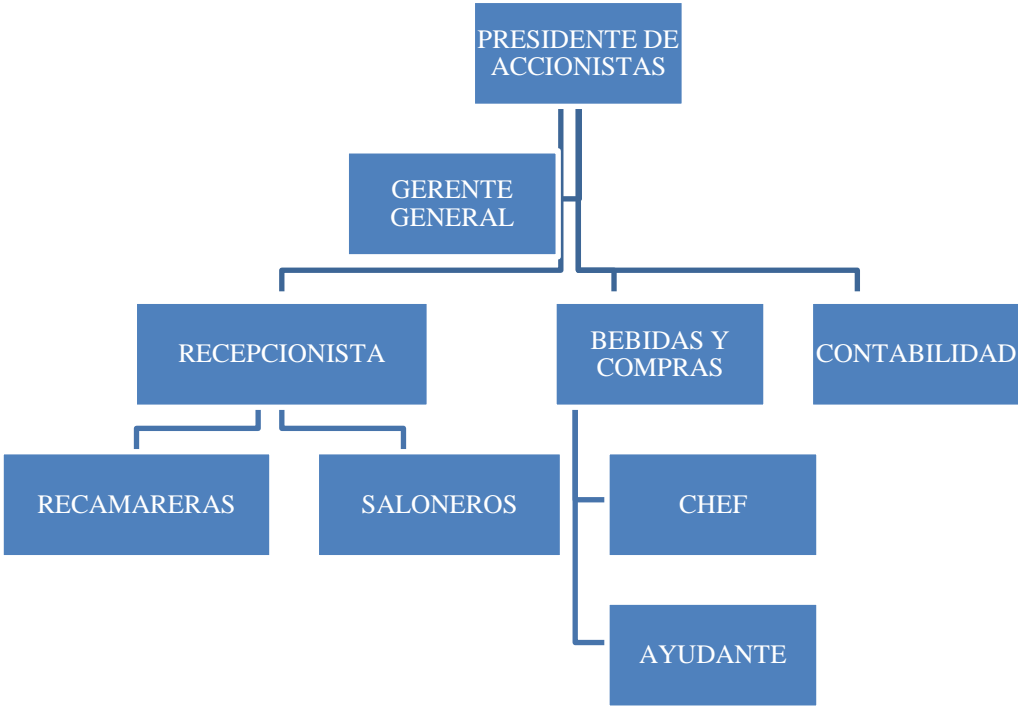 PRESIDENTE DE
ACCIONISTAS
GERENTE
GENERAL
RECEPCIONISTA
BEBIDAS Y
COMPRAS
CONTABILIDAD
RECAMARERAS
SALONEROS
CHEF
AYUDANTE